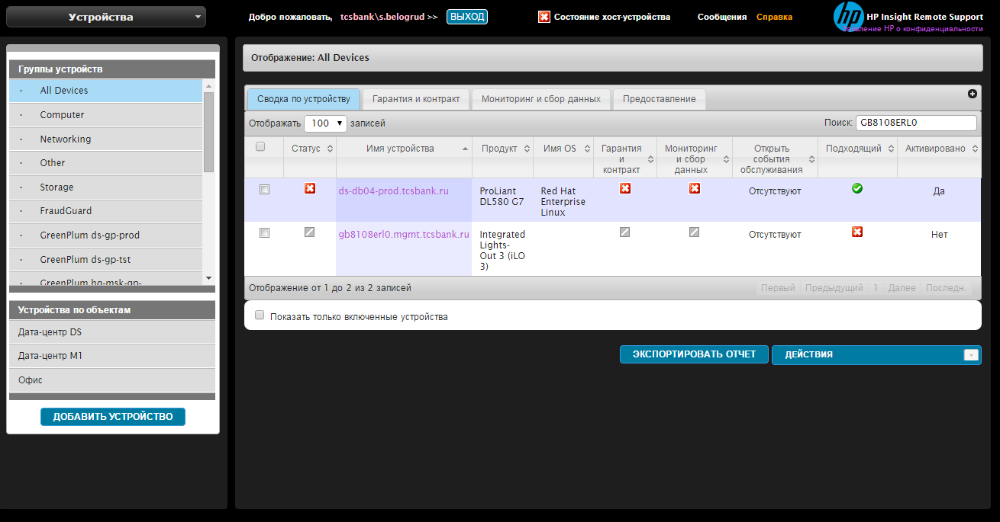 Устройства
Добро пожаловать, tcsbank\s.belogrud >> ВЫХОД
Состояние хост-устройства
Сообщения Справка
hp HP Insight Remote Support
HP о конфиденциальности
Группы устройств
· All Devices
· Computer
· Networking
· Other
· Storage
· FraudGuard
· GreenPlum ds-gp-prod
· GreenPlum ds-gp-tst
· GreenPlum hq-msk-gp-
Устройства по объектам
Дата-центр DS
Дата-центр M1
Офис
ДОБАВИТЬ УСТРОЙСТВО
Отображение: All Devices
Сводка по устройству Гарантия и контракт Мониторинг и сбор данных Предоставление
Отображать 100 записей Поиск: GB8108ERL0
Статус
Имя устройства
Продукт
Имя OS
Гарантия
и
контракт
Мониторинг
и сбор
данных
Открыть
события
обслуживания
Подходящий
Активировано
ds-db04-prod.tcsbank.ru
ProLiant
DL580 G7
Red Hat
Enterprise
Linux
Отсутствуют
Да
gb8108erl0.mgmt.tcsbank.ru
Integrated
Lights-
Out 3 (iLO
3)
Отсутствуют
Нет
Отображение от 1 до 2 из 2 записей Первый Предыдущий 1 Далее Последн.
Показать только включенные устройства
ЭКСПОРТИРОВАТЬ ОТЧЕТ ДЕЙСТВИЯ